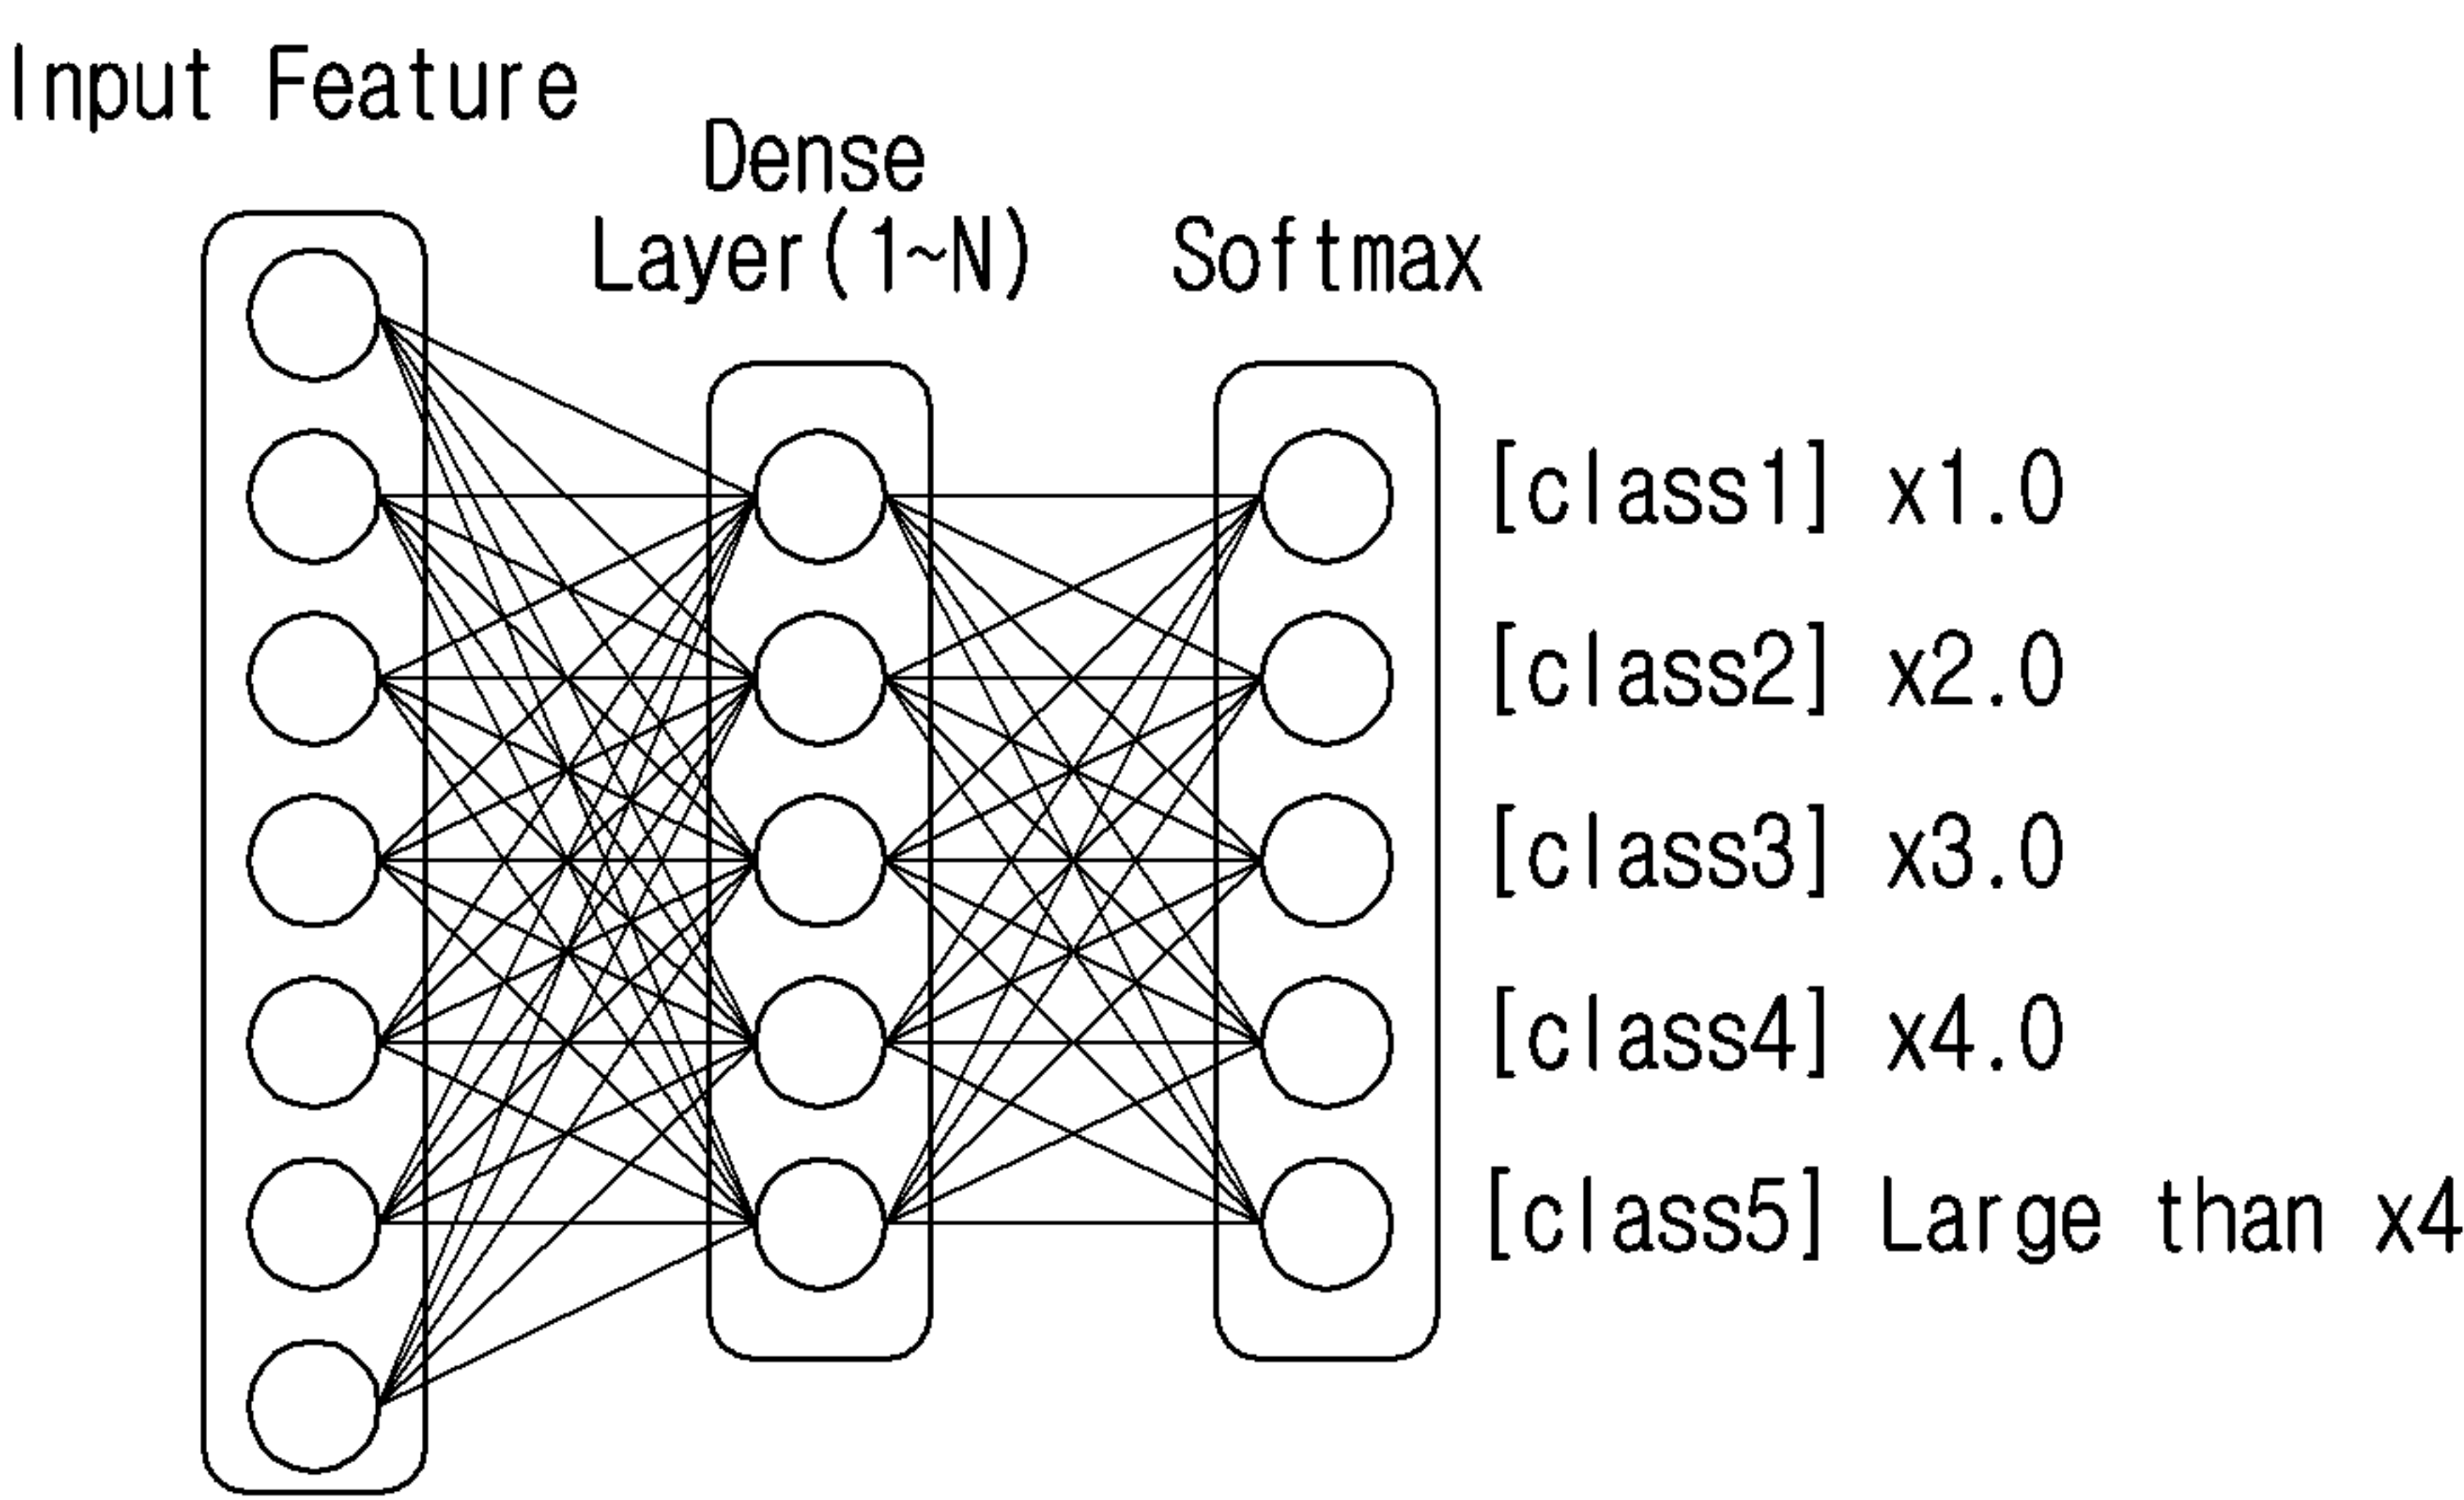 Input Feature
Dense
Layer(1~N)
Softmax
[class1] x1.0
[class2] x2.0
[class3] x3.0
[class4] x4.0
[class5] Large than x4